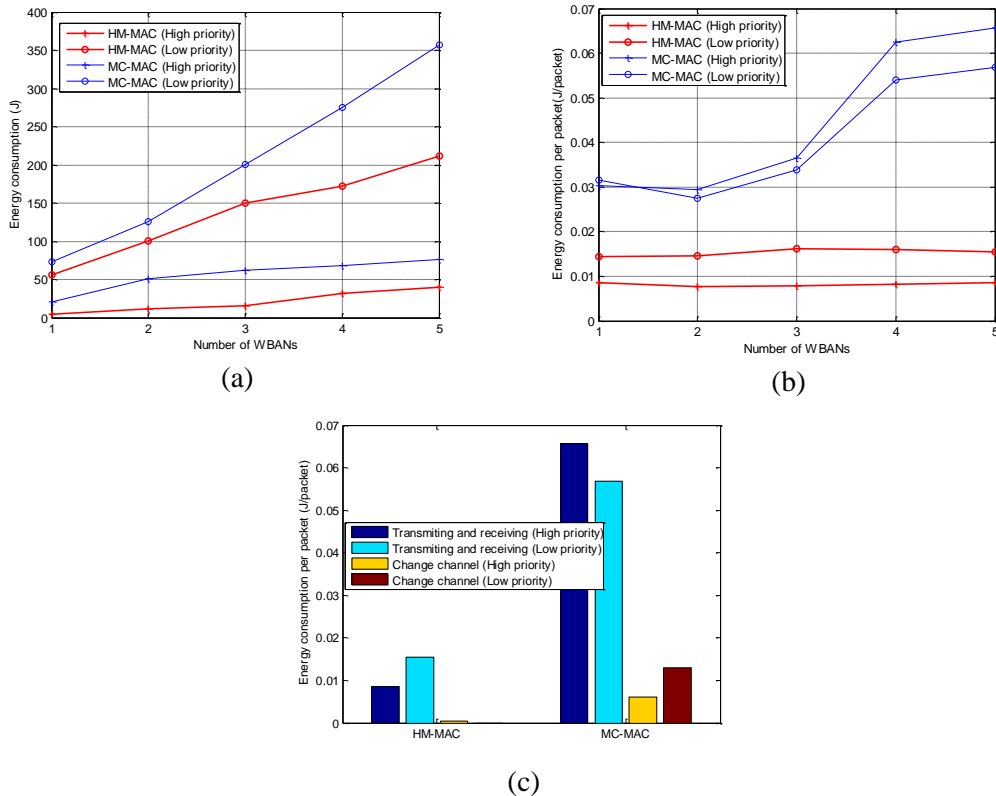 400
350
300
250
200
150
100
50
0
Energy consumption (J)
HM-MAC (High priority)
HM-MAC (Low priority)
MC-MAC (High priority)
MC-MAC (Low priority)
1 2 3 4 5
Number of WBANs
(a)
0.07
0.06
0.05
0.04
0.03
0.02
0.01
0
Energy consumption per packet(J/packet)
HM-MAC (High priority)
HM-MAC (Low priority)
MC-MAC (High priority)
MC-MAC (Low priority)
1 2 3 4 5
Number of WBANs
(b)
0.07
0.06
0.05
0.04
0.03
0.02
0.01
0
Energy consumption per packet (J/packet)
Transmiting and receiving (High priority)
Transmiting and receiving (Low priority)
Change channel (High priority)
Change channel (Low priority)
HM-MAC MC-MAC
(c)